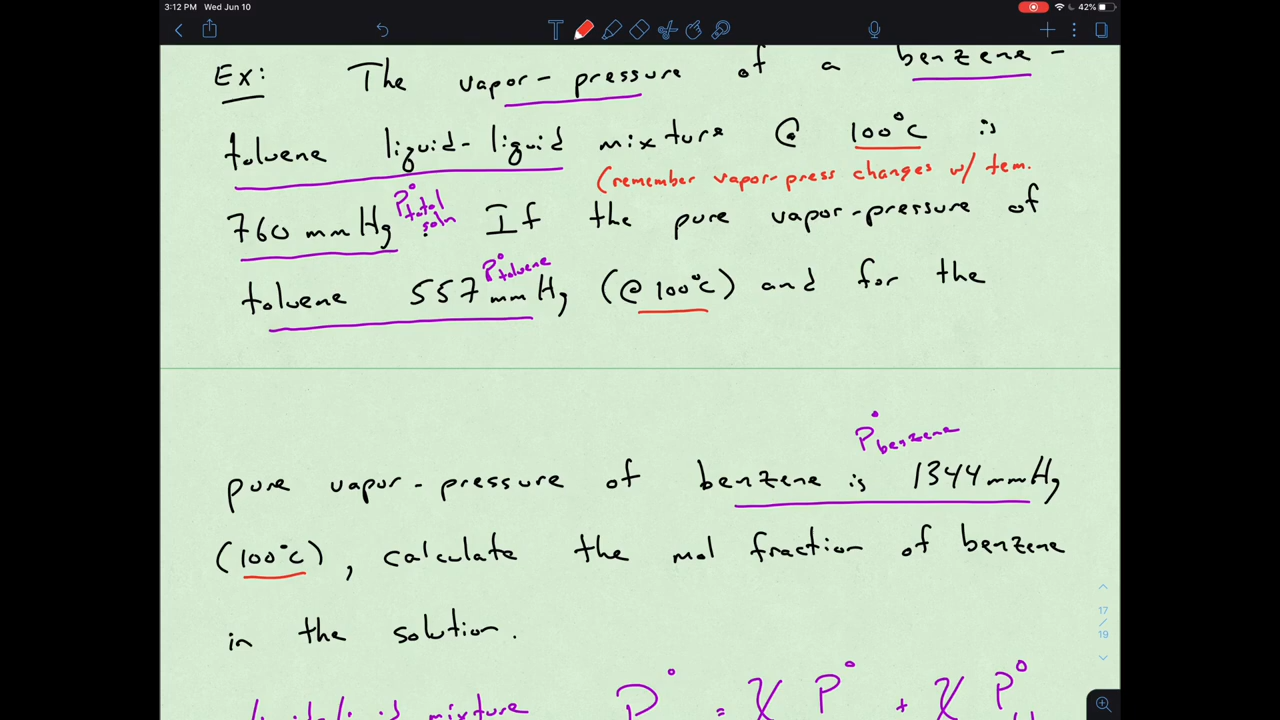 3:12 PM Wed Jun 10
42%
Ex: The vapor-pressure of a benzene-
toluene liquid-liquid mixture @ 100°C is
(remember vapor-press changes w/ tem.
760 mmHg P°total soln If the pure vapor-pressure of
P°toluene
toluene 557 mmHg (@ 100°C) and for the
P°benzene
pure vapor-pressure of benzene is 1344 mmHg
(100°C), calculate the mol fraction of benzene
in the solution.
17
/
19
mixture P° = χ P° + χ P°